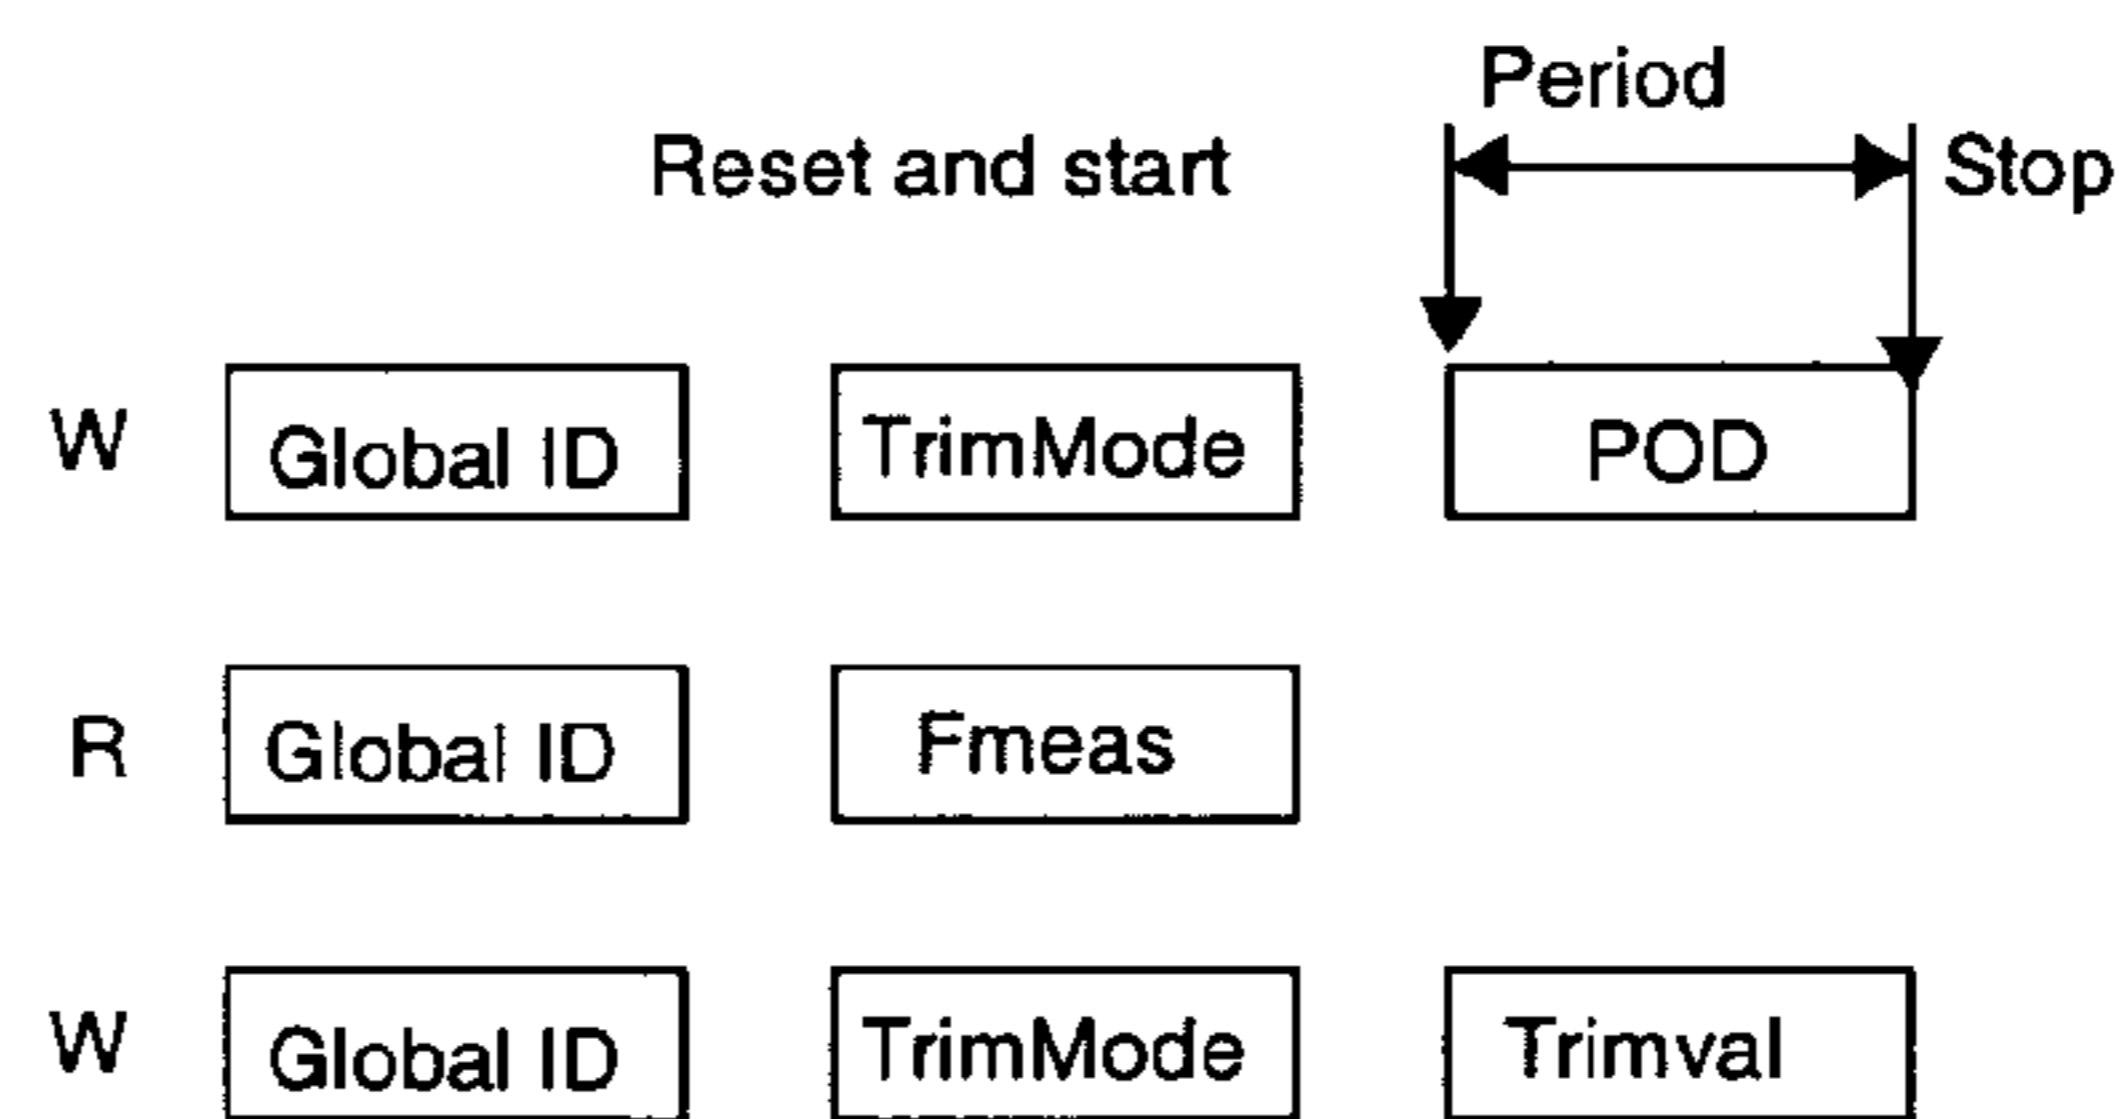 Period
Reset and start Stop
W Global ID TrimMode POD
R Global ID Fmeas
W Global ID TrimMode Trimval